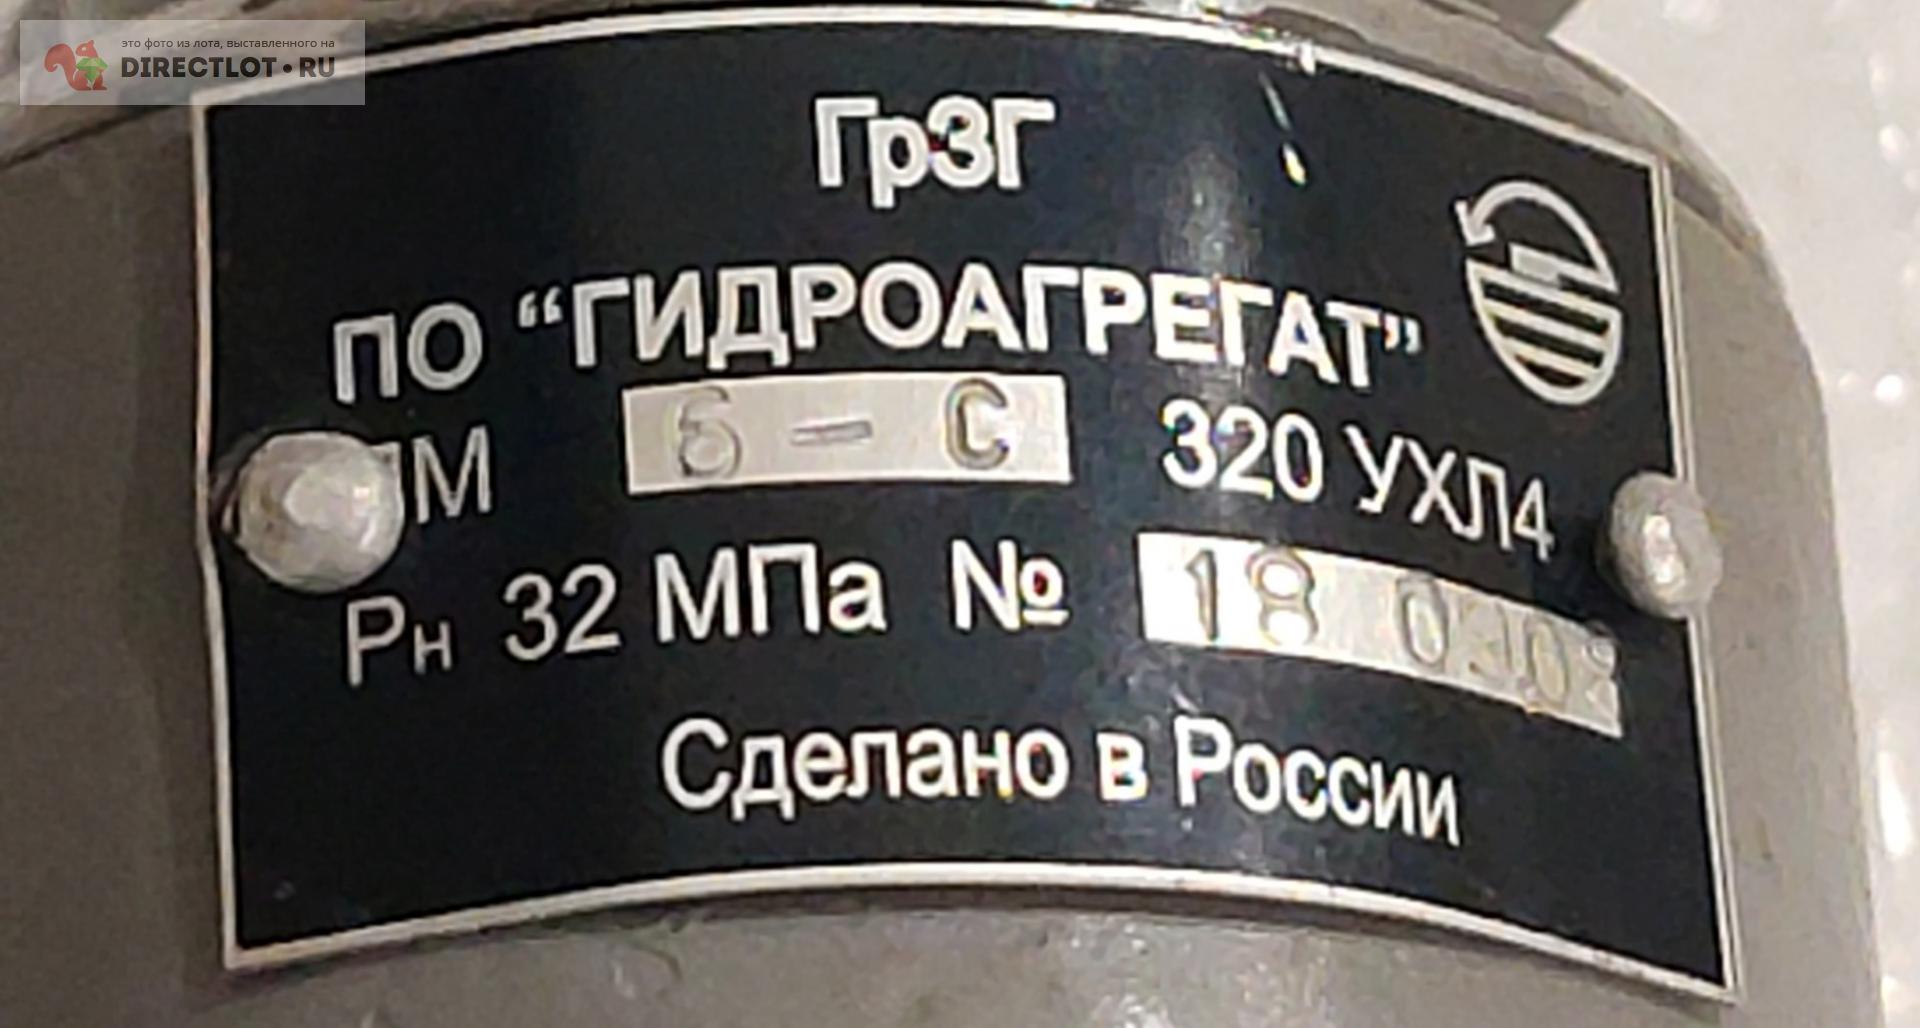 это фото из лота, выставленного на
DIRECTLOT.RU
ГрЗГ
ПО “ГИДРОАГРЕГАТ”
6 – С 320 УХЛ4
Рн 32 МПа № 18
Сделано в России